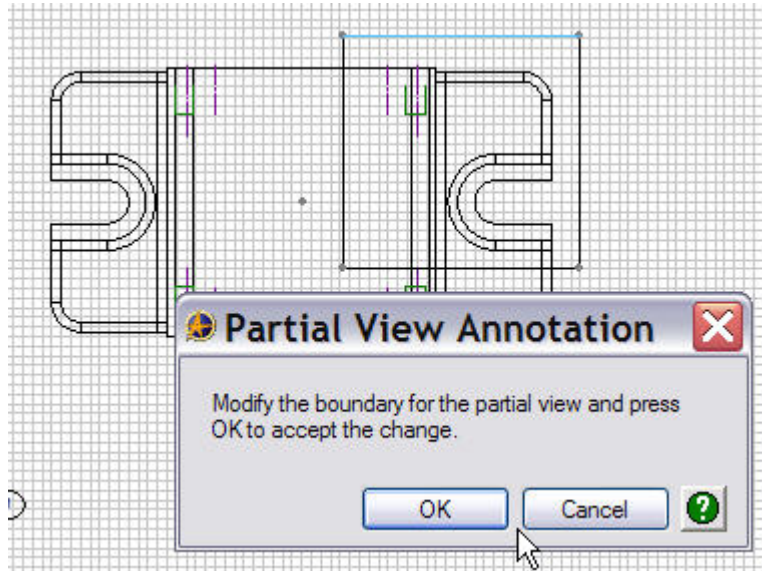 Partial View Annotation
Modify the boundary for the partial view and press
OK to accept the change.
OK
Cancel
?